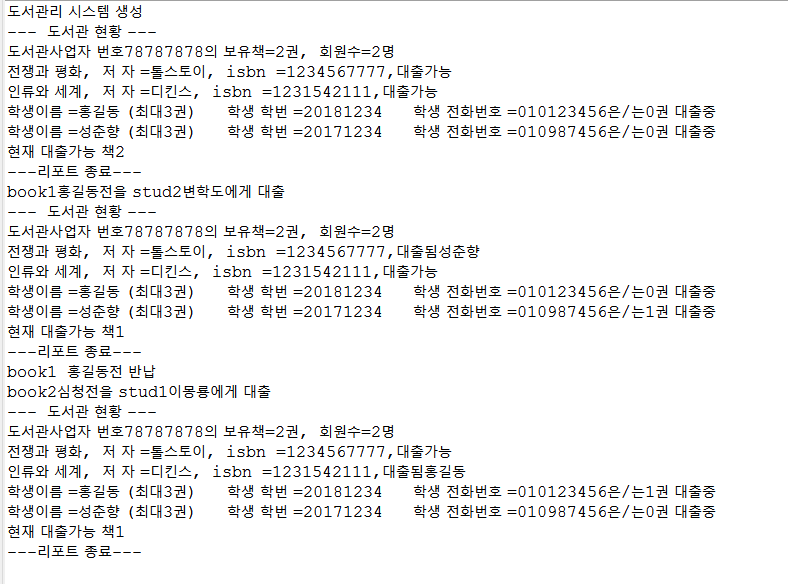 도서관리 시스템 생성
--- 도서관 현황 ---
도서관사업자 번호78787878의 보유책=2권, 회원수=2명
전쟁과 평화, 저 자 =톨스토이, isbn =1234567777,대출가능
인류와 세계, 저 자 =디킨스, isbn =1231542111,대출가능
학생이름 =홍길동 (최대3권) 학생 학번 =20181234 학생 전화번호 =010123456은/는0권 대출중
학생이름 =성춘향 (최대3권) 학생 학번 =20171234 학생 전화번호 =010987456은/는0권 대출중
현재 대출가능 책2
---리포트 종료---
book1홍길동전을 stud2변학도에게 대출
--- 도서관 현황 ---
도서관사업자 번호78787878의 보유책=2권, 회원수=2명
전쟁과 평화, 저 자 =톨스토이, isbn =1234567777,대출됨성춘향
인류와 세계, 저 자 =디킨스, isbn =1231542111,대출가능
학생이름 =홍길동 (최대3권) 학생 학번 =20181234 학생 전화번호 =010123456은/는0권 대출중
학생이름 =성춘향 (최대3권) 학생 학번 =20171234 학생 전화번호 =010987456은/는1권 대출중
현재 대출가능 책1
---리포트 종료---
book1 홍길동전 반납
book2심청전을 stud1이몽룡에게 대출
--- 도서관 현황 ---
도서관사업자 번호78787878의 보유책=2권, 회원수=2명
전쟁과 평화, 저 자 =톨스토이, isbn =1234567777,대출가능
인류와 세계, 저 자 =디킨스, isbn =1231542111,대출됨홍길동
학생이름 =홍길동 (최대3권) 학생 학번 =20181234 학생 전화번호 =010123456은/는1권 대출중
학생이름 =성춘향 (최대3권) 학생 학번 =20171234 학생 전화번호 =010987456은/는0권 대출중
현재 대출가능 책1
---리포트 종료---